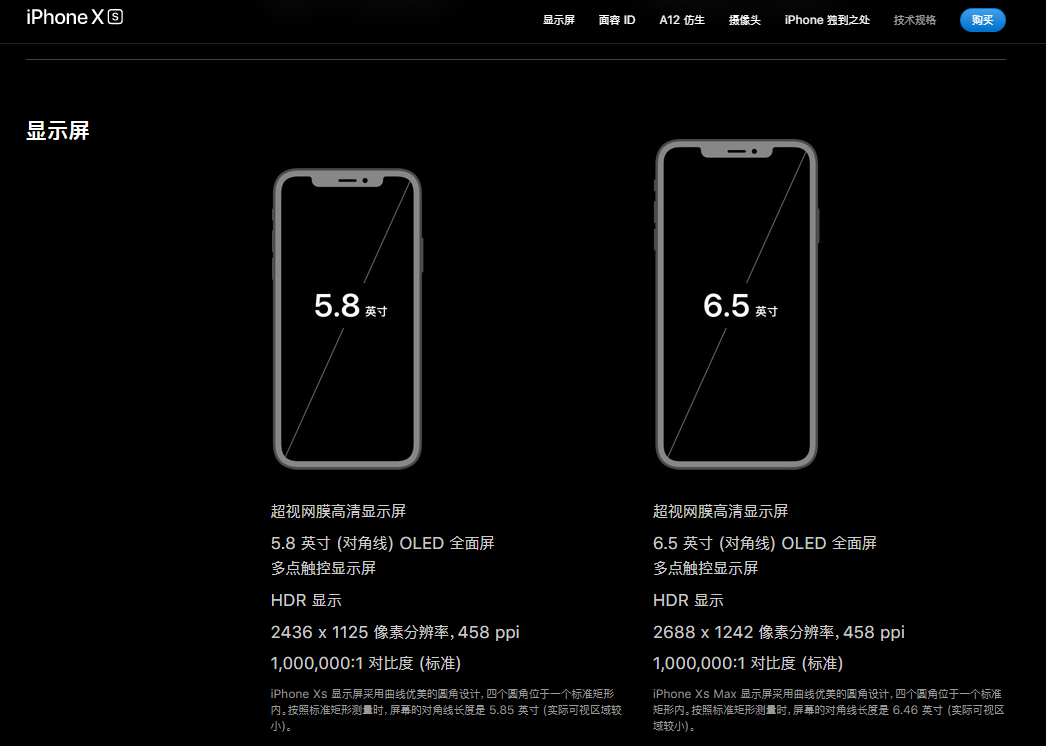 iPhone XS
显示屏 面容 ID A12 仿生 摄像头 iPhone 独到之处 技术规格 购买
显示屏
5.8 英寸
6.5 英寸
超视网膜高清显示屏
5.8 英寸 (对角线) OLED 全面屏
多点触控显示屏
HDR 显示
2436 x 1125 像素分辨率, 458 ppi
1,000,000:1 对比度 (标准)
iPhone Xs 显示屏采用曲线优美的圆角设计, 四个圆角位于一个标准矩形
内。按照标准矩形测量时, 屏幕的对角线长度是 5.85 英寸 (实际可视区域较
小)。
超视网膜高清显示屏
6.5 英寸 (对角线) OLED 全面屏
多点触控显示屏
HDR 显示
2688 x 1242 像素分辨率, 458 ppi
1,000,000:1 对比度 (标准)
iPhone Xs Max 显示屏采用曲线优美的圆角设计, 四个圆角位于一个标准
矩形内。按照标准矩形测量时, 屏幕的对角线长度是 6.46 英寸 (实际可视区
域较小)。